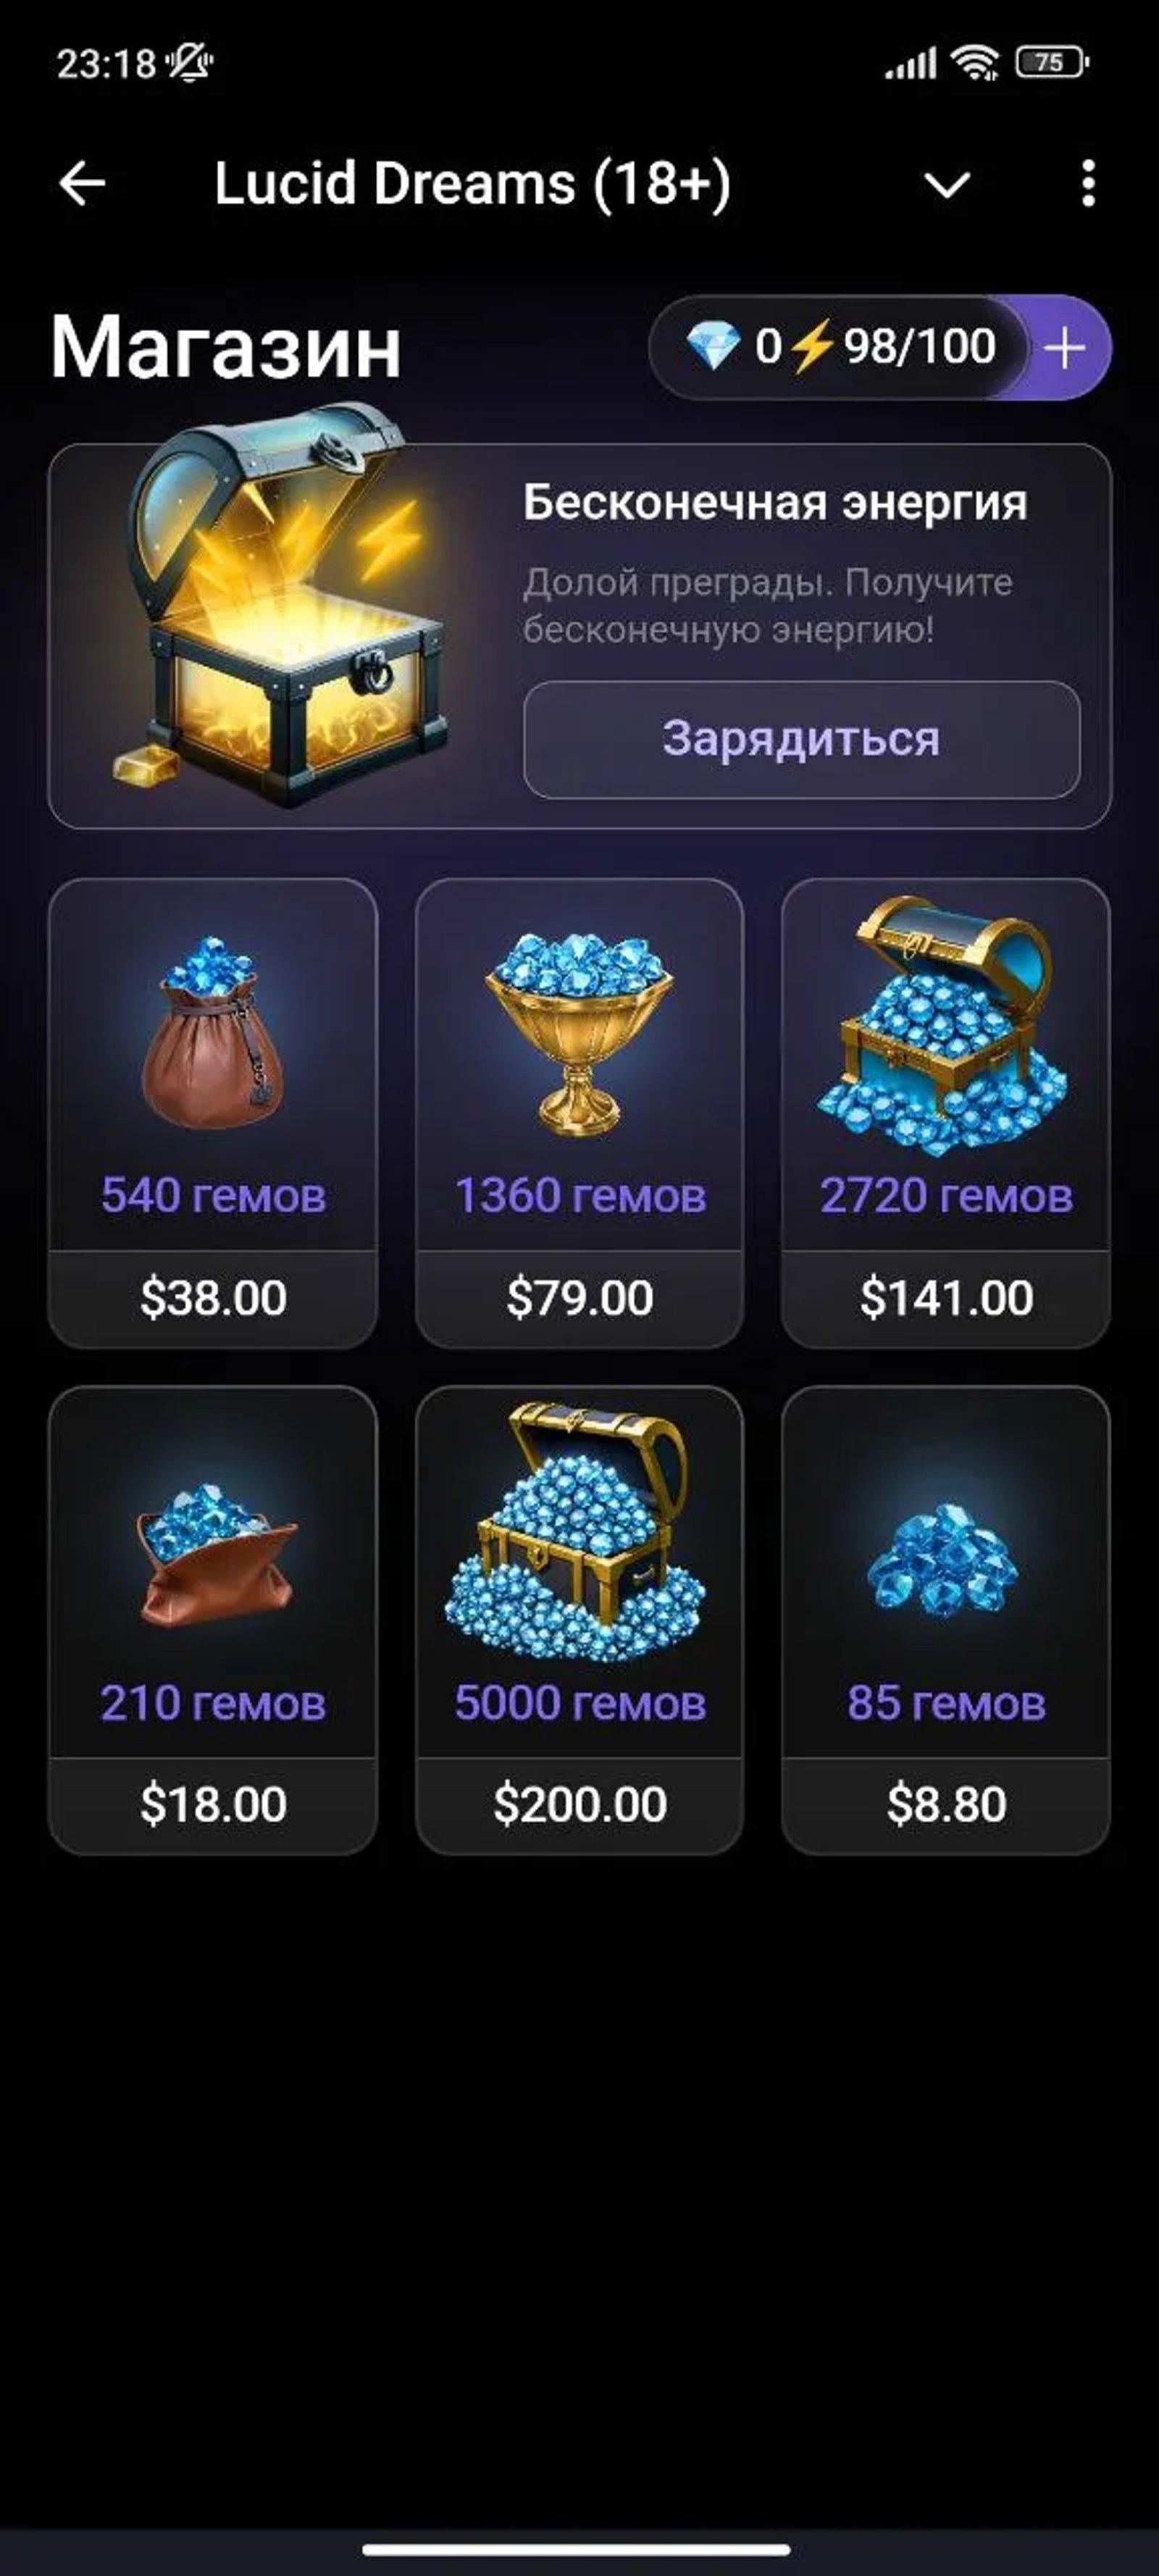 23:18
75
Lucid Dreams (18+)
Магазин
0 98/100
Бесконечная энергия
Долой преграды. Получите
бесконечную энергию!
Зарядиться
540 гемов
1360 гемов
2720 гемов
$38.00
$79.00
$141.00
210 гемов
5000 гемов
85 гемов
$18.00
$200.00
$8.80